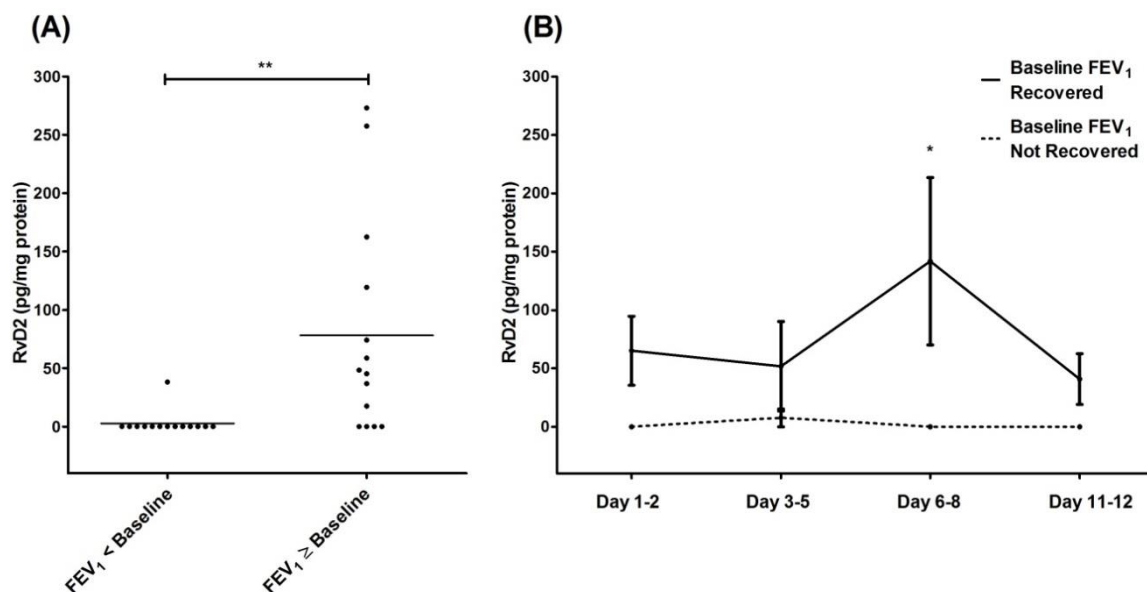 (A)
**
300
250
200
150
100
50
0
RvD2 (pg/mg protein)
FEV₁ < Baseline
FEV₁ ≥ Baseline
(B)
300
250
200
150
100
50
0
RvD2 (pg/mg protein)
Baseline FEV₁
Recovered
Baseline FEV₁
Not Recovered
*
Day 1-2
Day 3-5
Day 6-8
Day 11-12